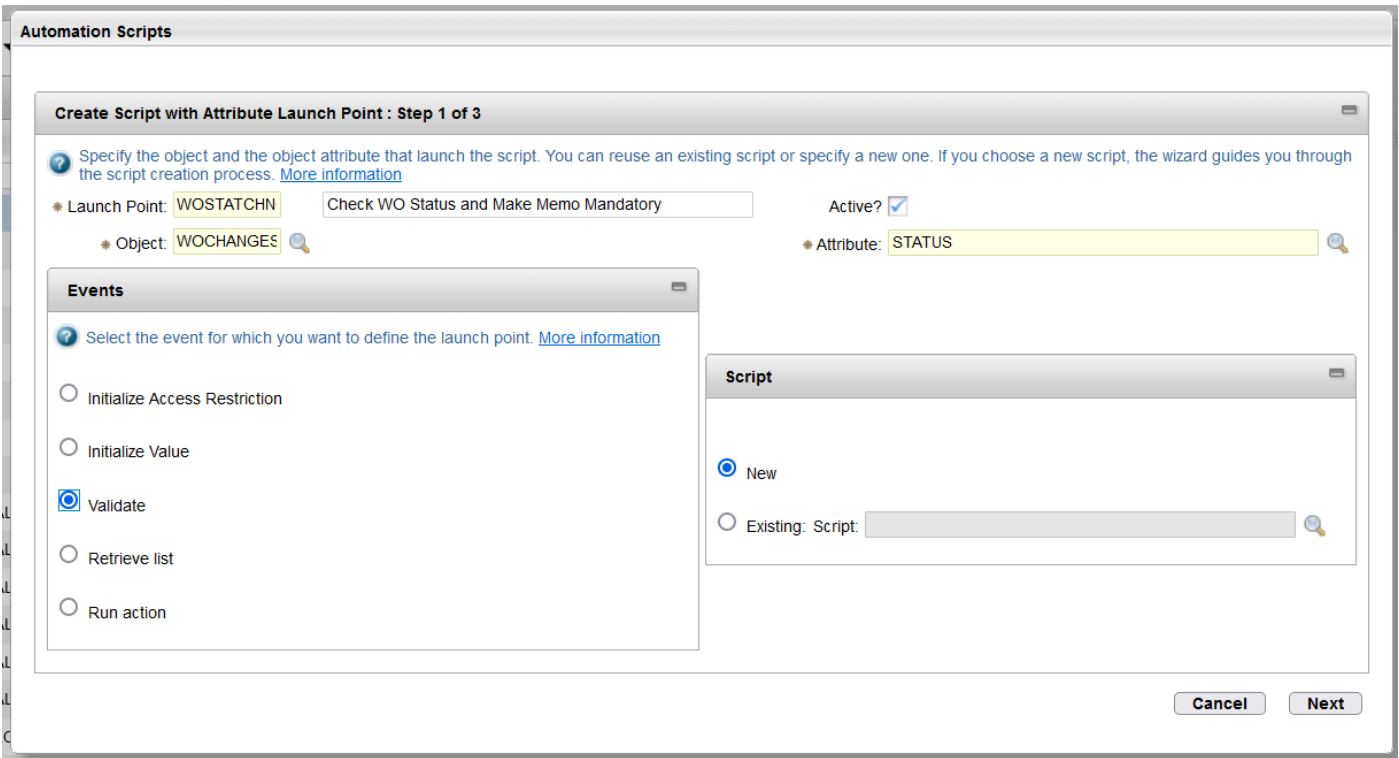 Automation Scripts
Create Script with Attribute Launch Point : Step 1 of 3
Specify the object and the object attribute that launch the script. You can reuse an existing script or specify a new one. If you choose a new script, the wizard guides you through
the script creation process. More information
Launch Point: WOSTATCHN Check WO Status and Make Memo Mandatory Active?
Object: WOCHANGES Attribute: STATUS
Events
Select the event for which you want to define the launch point. More information
Initialize Access Restriction
Initialize Value
Validate
Retrieve list
Run action
Script
New
Existing: Script:
Cancel Next